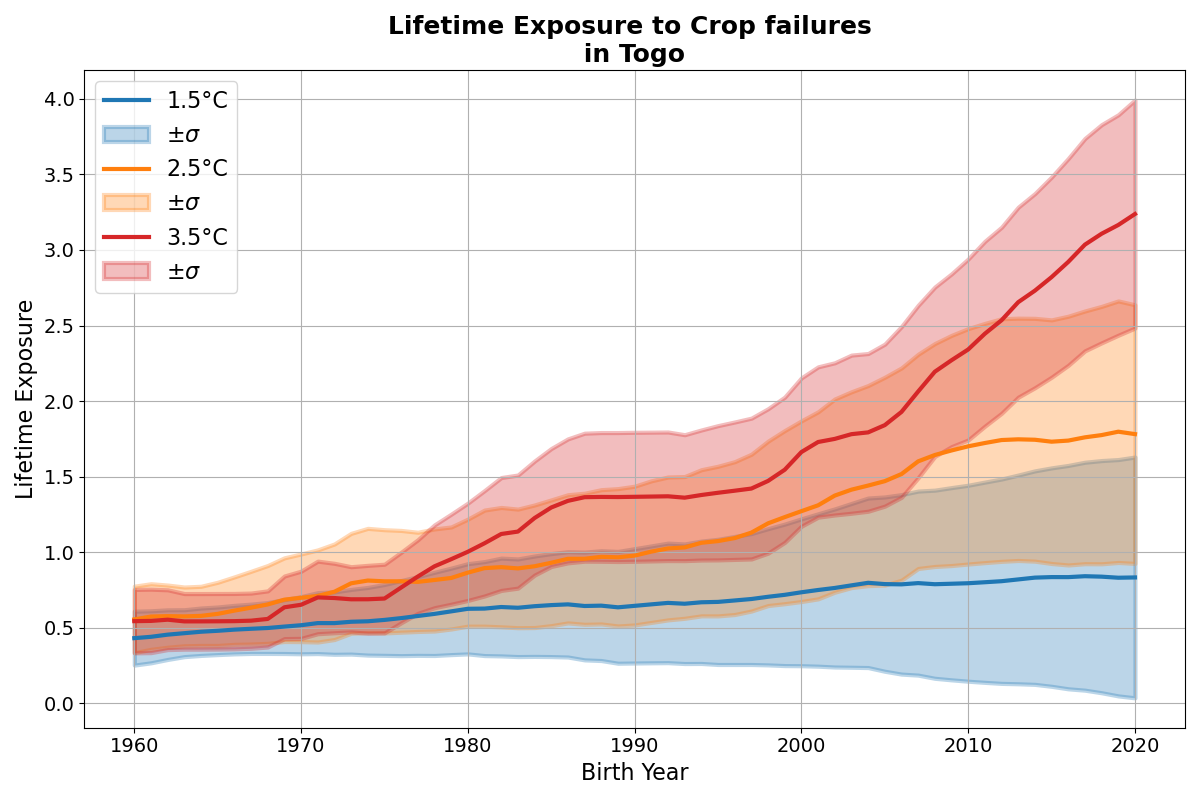 Lifetime Exposure to Crop failures
in Togo
1.5°C
±σ
2.5°C
±σ
3.5°C
±σ
4.0
3.5
3.0
2.5
2.0
1.5
1.0
0.5
0.0
Lifetime Exposure
1960 1970 1980 1990 2000 2010 2020
Birth Year